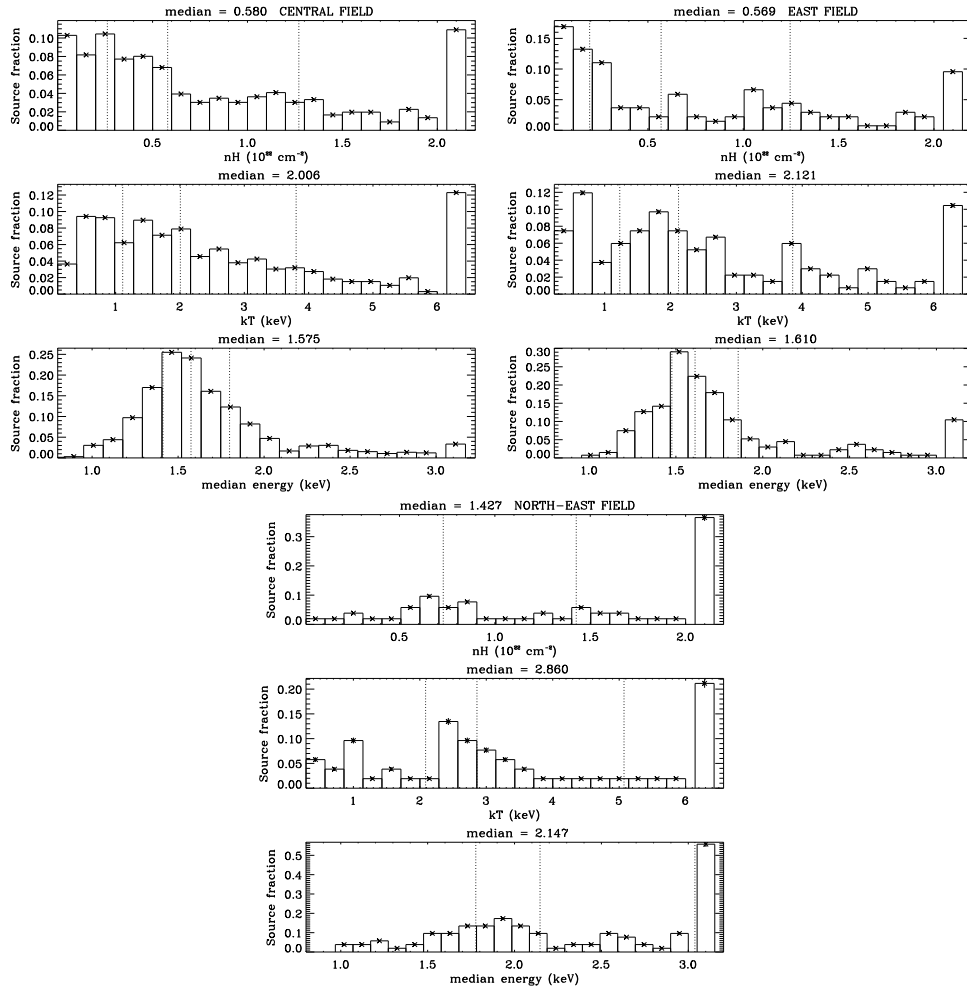 median = 0.580 CENTRAL FIELD
Source fraction
0.10
0.08
0.06
0.04
0.02
0.00
0.5 1.0 1.5 2.0
nH (10²² cm⁻²)
median = 0.569 EAST FIELD
Source fraction
0.15
0.10
0.05
0.00
0.5 1.0 1.5 2.0
nH (10²² cm⁻²)
median = 2.006
Source fraction
0.12
0.10
0.08
0.06
0.04
0.02
0.00
1 2 3 4 5 6
kT (keV)
median = 2.121
Source fraction
0.12
0.10
0.08
0.06
0.04
0.02
0.00
1 2 3 4 5 6
kT (keV)
median = 1.575
Source fraction
0.25
0.20
0.15
0.10
0.05
0.00
1.0 1.5 2.0 2.5 3.0
median energy (keV)
median = 1.610
Source fraction
0.30
0.25
0.20
0.15
0.10
0.05
0.00
1.0 1.5 2.0 2.5 3.0
median energy (keV)
median = 1.427 NORTH-EAST FIELD
Source fraction
0.3
0.2
0.1
0.0
0.5 1.0 1.5 2.0
nH (10²² cm⁻²)
median = 2.860
Source fraction
0.20
0.15
0.10
0.05
0.00
1 2 3 4 5 6
kT (keV)
median = 2.147
Source fraction
0.5
0.4
0.3
0.2
0.1
0.0
1.0 1.5 2.0 2.5 3.0
median energy (keV)